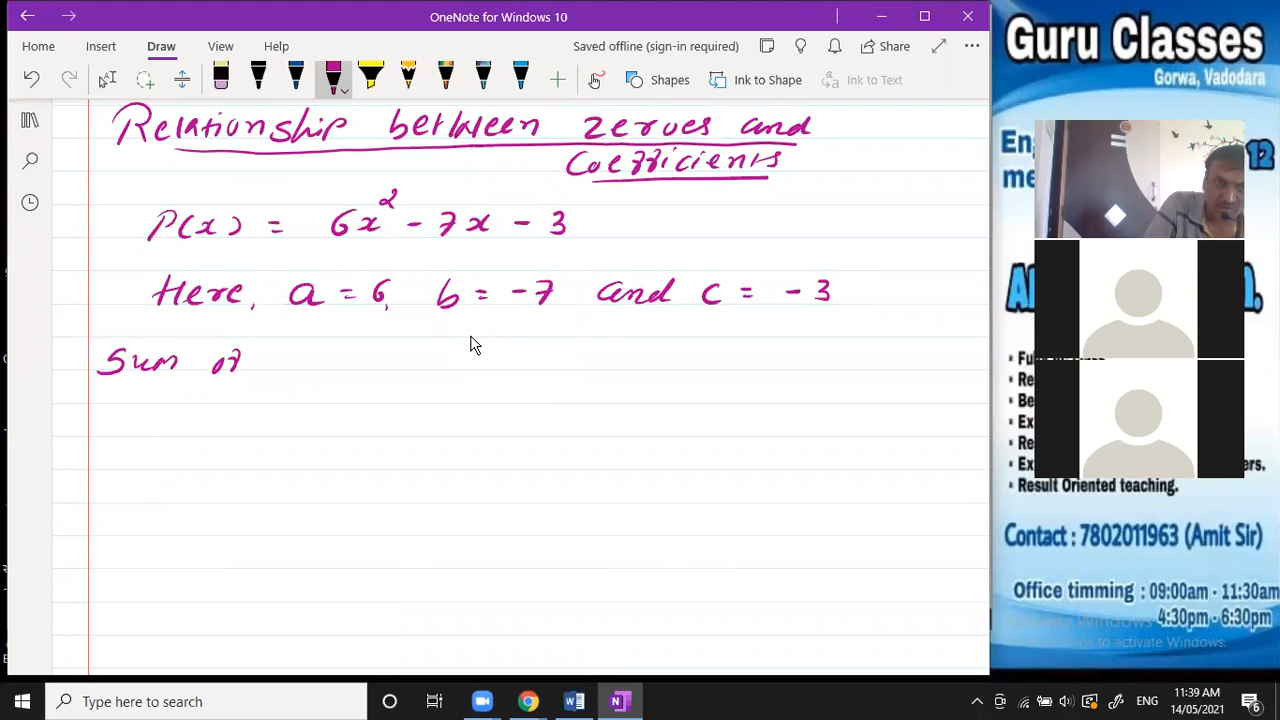 OneNote for Windows 10
Home Insert Draw View Help Saved offline (sign-in required) Share
Shapes Ink to Shape Ink to Text
Relationship between zeroes and
Coefficients
P(x) = 6x² - 7x - 3
Here, a = 6, b = -7 and c = -3
Sum of
Guru Classes
Gorwa, Vadodara
12
• Result Oriented teaching.
Contact : 7802011963 (Amit Sir)
Office timming : 09:00am - 11:30am
4:30pm - 6:30pm
Type here to search
ENG
11:39 AM
14/05/2021
6